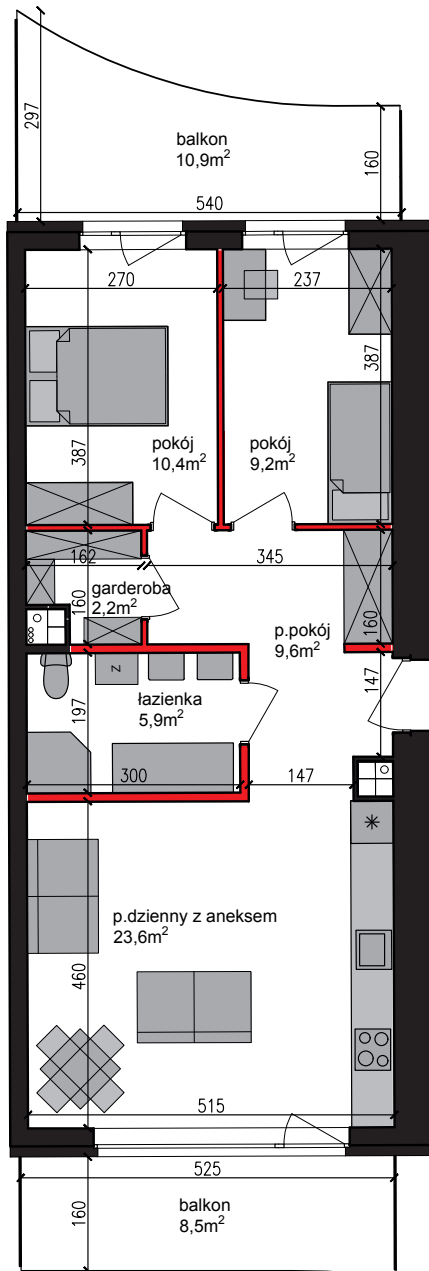 297
balkon
10,9m²
160
540
270
237
387
387
pokój
10,4m²
pokój
9,2m²
162
345
garderoba
2,2m²
160
160
p.pokój
9,6m²
z
łazienka
5,9m²
197
147
300
147
p.dzienny z aneksem
23,6m²
460
515
525
balkon
8,5m²
160